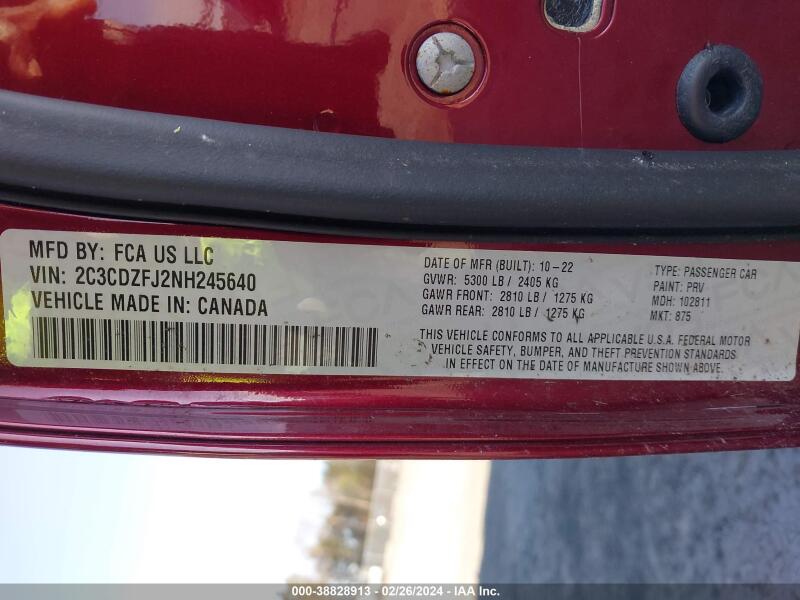 MFD BY: FCA US LLC
VIN: 2C3CDZFJ2NH245640
VEHICLE MADE IN: CANADA
DATE OF MFR (BUILT): 10-22
GVWR: 5300 LB / 2405 KG
GAWR FRONT: 2810 LB / 1275 KG
GAWR REAR: 2810 LB / 1275 KG
TYPE: PASSENGER CAR
PAINT: PRV
MDH: 102811
MKT: 875
THIS VEHICLE CONFORMS TO ALL APPLICABLE U.S.A. FEDERAL MOTOR
VEHICLE SAFETY, BUMPER, AND THEFT PREVENTION STANDARDS
IN EFFECT ON THE DATE OF MANUFACTURE SHOWN ABOVE.
000-38828913 - 02/26/2024 - IAA Inc.